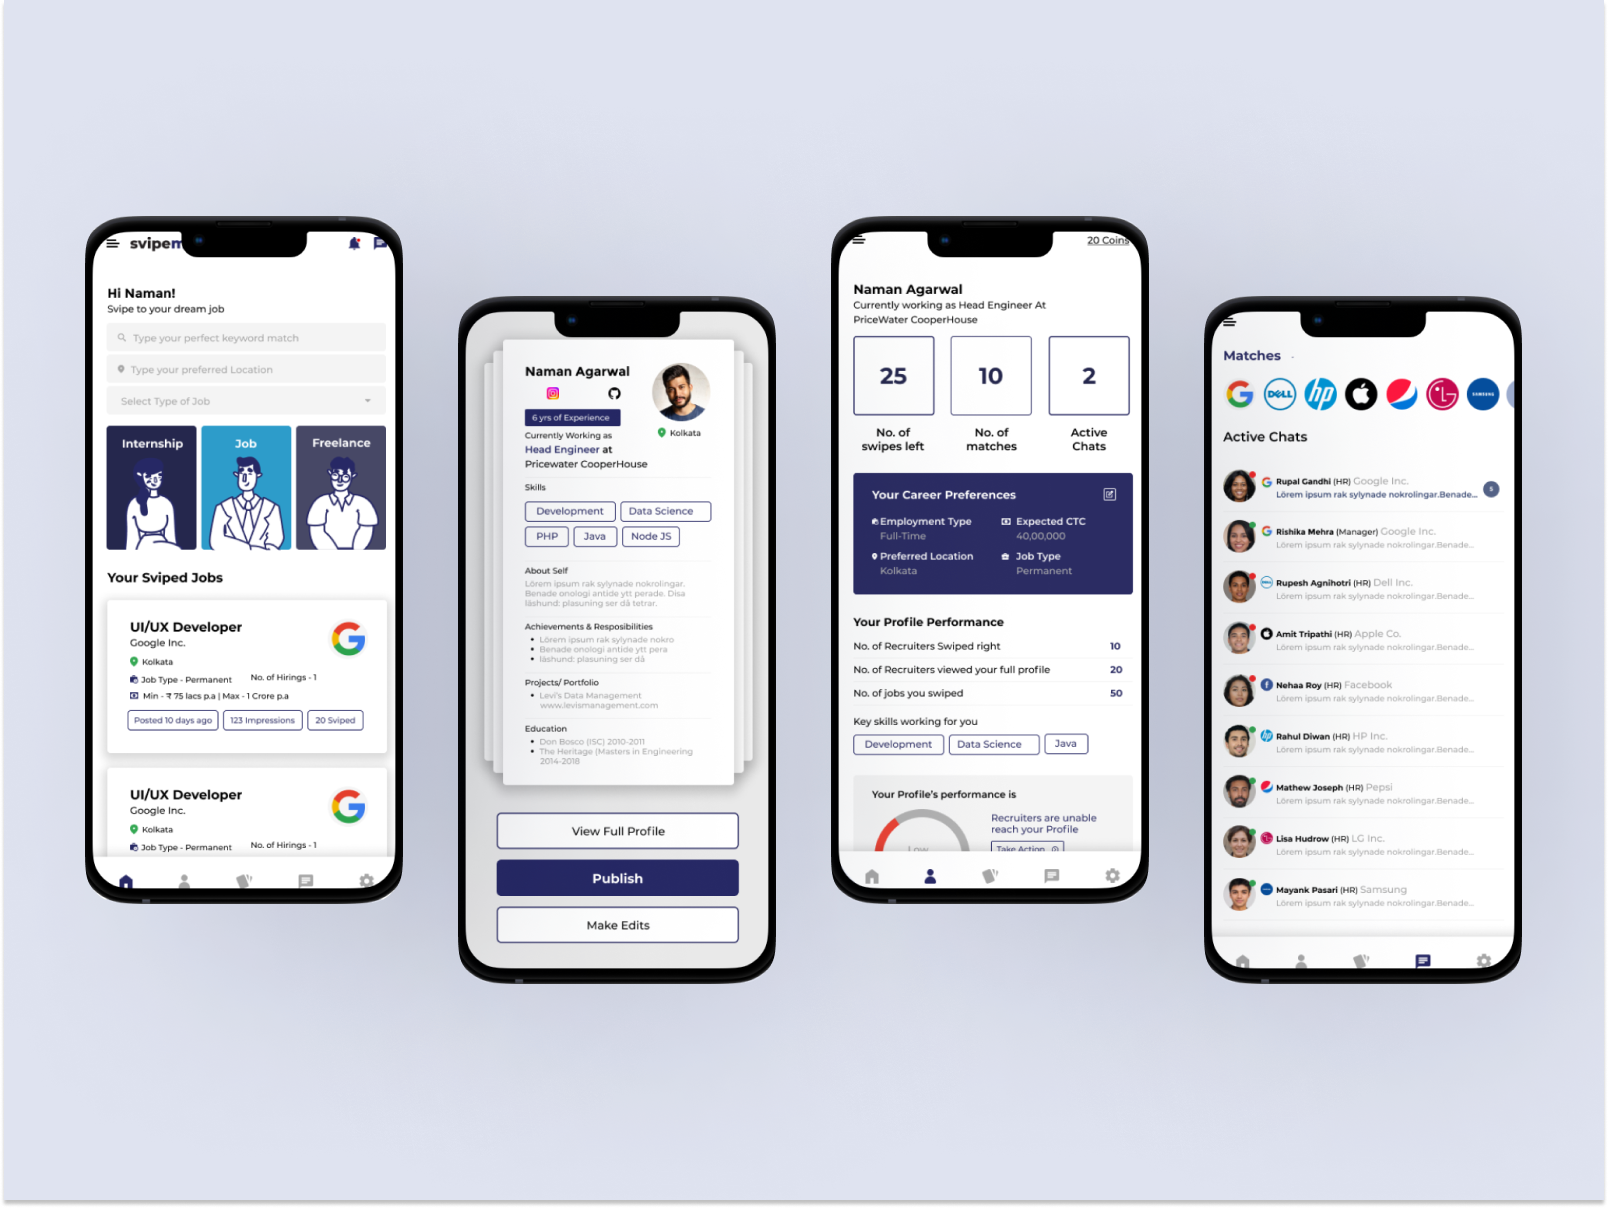 svipem
Hi Naman!
Svipe to your dream job
Type your perfect keyword match
Type your preferred Location
Select Type of Job
Internship
Job
Freelance
Your Sviped Jobs
UI/UX Developer
Google Inc.
Kolkata
Job Type - Permanent
No. of Hirings - 1
Min - ₹ 75 lacs p.a | Max - 1 Crore p.a
Posted 10 days ago
123 Impressions
20 Sviped
UI/UX Developer
Google Inc.
Kolkata
Job Type - Permanent
No. of Hirings - 1
Naman Agarwal
6 yrs of Experience
Kolkata
Currently Working as
Head Engineer at
Pricewater CooperHouse
Skills
Development
Data Science
PHP
Java
Node JS
About Self
Lörem ipsum rak sylynade nokrolingar.
Benade onologi antide ytt perade. Disa
låshund: plasuning ser då tetrar.
Achievements & Resposibilities
Lörem ipsum rak sylynade nokro
Benade onologi antide ytt pera
låshund: plasuning ser då
Projects/ Portfolio
Levi's Data Management
www.levismanagement.com
Education
Don Bosco (ISC) 2010-2011
The Heritage (Masters in Engineering
2014-2018
View Full Profile
Publish
Make Edits
20 Coins
Naman Agarwal
Currently working as Head Engineer At
PriceWater CooperHouse
25
10
2
No. of
swipes left
No. of
matches
Active
Chats
Your Career Preferences
Employment Type
Full-Time
Expected CTC
40,00,000
Preferred Location
Kolkata
Job Type
Permanent
Your Profile Performance
No. of Recruiters Swiped right 10
No. of Recruiters viewed your full profile 20
No. of jobs you swiped 50
Key skills working for you
Development
Data Science
Java
Your Profile's performance is
Low
Recruiters are unable
reach your Profile
Take Action
Matches
DELL
hp
LG
SAMSUNG
Active Chats
Rupal Gandhi (HR) Google Inc.
Lörem ipsum rak sylynade nokrolingar.Benade...
5
Rishika Mehra (Manager) Google Inc.
Lörem ipsum rak sylynade nokrolingar.Benade...
Rupesh Agnihotri (HR) Dell Inc.
Lörem ipsum rak sylynade nokrolingar.Benade...
Amit Tripathi (HR) Apple Co.
Lörem ipsum rak sylynade nokrolingar.Benade...
Nehaa Roy (HR) Facebook
Lörem ipsum rak sylynade nokrolingar.Benade...
Rahul Diwan (HR) HP Inc.
Lörem ipsum rak sylynade nokrolingar.Benade...
Mathew Joseph (HR) Pepsi
Lörem ipsum rak sylynade nokrolingar.Benade...
Lisa Hudrow (HR) LG Inc.
Lörem ipsum rak sylynade nokrolingar.Benade...
Mayank Pasari (HR) Samsung
Lörem ipsum rak sylynade nokrolingar.Benade...